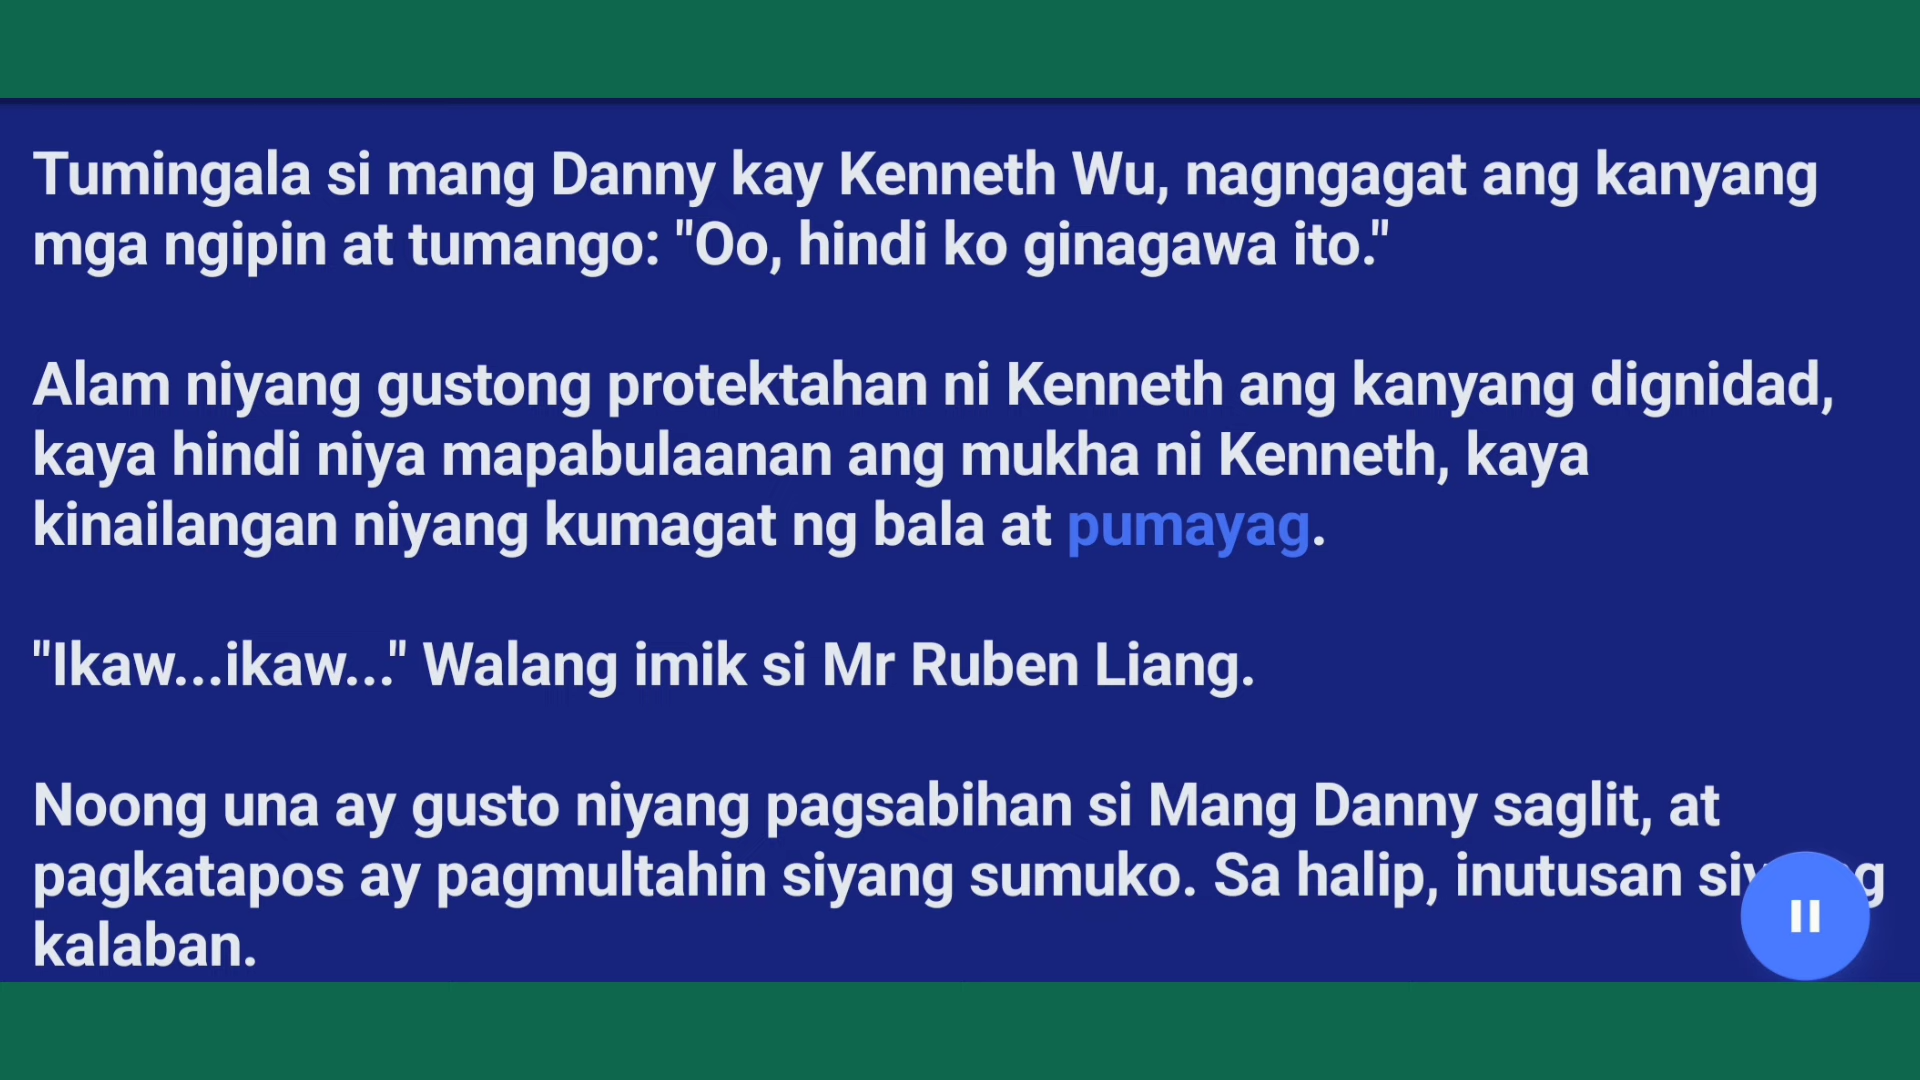 Tumingala si mang Danny kay Kenneth Wu, nagngagat ang kanyang
mga ngipin at tumango: "Oo, hindi ko ginagawa ito."
Alam niyang gustong protektahan ni Kenneth ang kanyang dignidad,
kaya hindi niya mapabulaanan ang mukha ni Kenneth, kaya
kinailangan niyang kumagat ng bala at pumayag.
"Ikaw...ikaw..." Walang imik si Mr Ruben Liang.
Noong una ay gusto niyang pagsabihan si Mang Danny saglit, at
pagkatapos ay pagmultahin siyang sumuko. Sa halip, inutusan
kalaban.